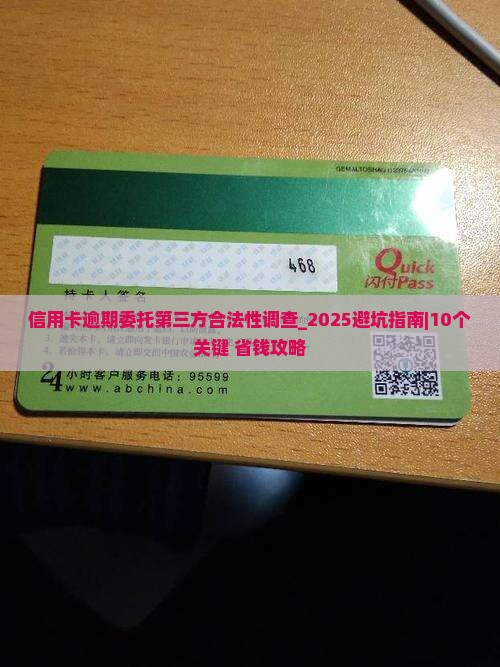 468
Quick
闪付Pass
持卡人签名
信用卡逾期委托第三方合法性调查_2025避坑指南|10个
关键 省钱攻略
24小时客户服务电话：95599
www.abchina.com